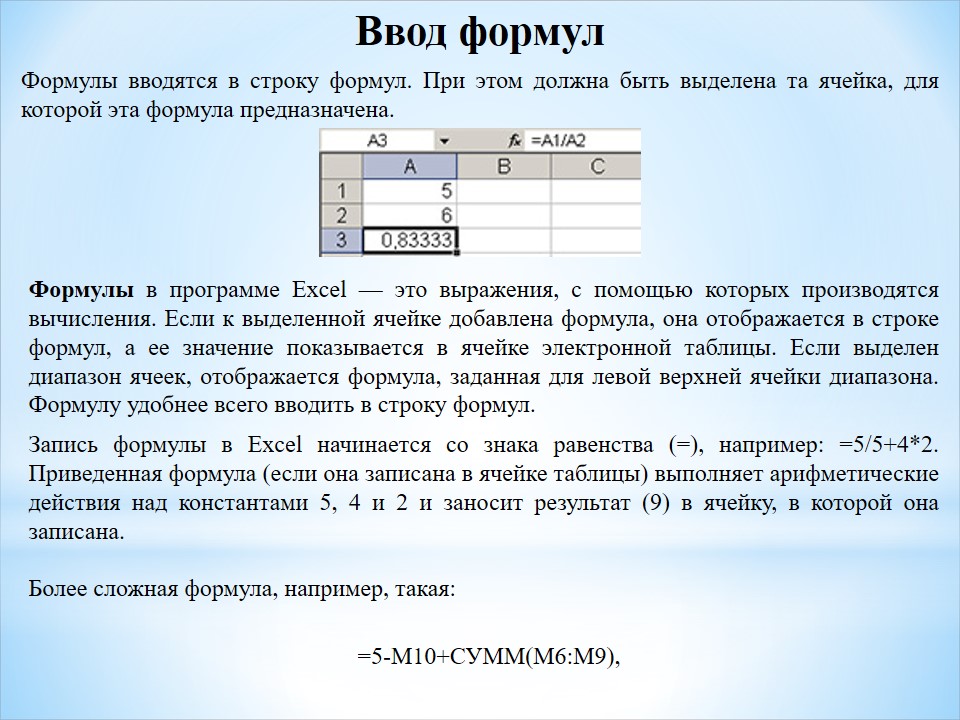 Ввод формул
Формулы вводятся в строку формул. При этом должна быть выделена та ячейка, для
которой эта формула предназначена.
A3 fx =A1/A2
A B C
1 5
2 6
3 0,83333
Формулы в программе Excel — это выражения, с помощью которых производятся
вычисления. Если к выделенной ячейке добавлена формула, она отображается в строке
формул, а ее значение показывается в ячейке электронной таблицы. Если выделен
диапазон ячеек, отображается формула, заданная для левой верхней ячейки диапазона.
Формулу удобнее всего вводить в строку формул.
Запись формулы в Excel начинается со знака равенства (=), например: =5/5+4*2.
Приведенная формула (если она записана в ячейке таблицы) выполняет арифметические
действия над константами 5, 4 и 2 и заносит результат (9) в ячейку, в которой она
записана.
Более сложная формула, например, такая:
=5-M10+СУММ(M6:M9),